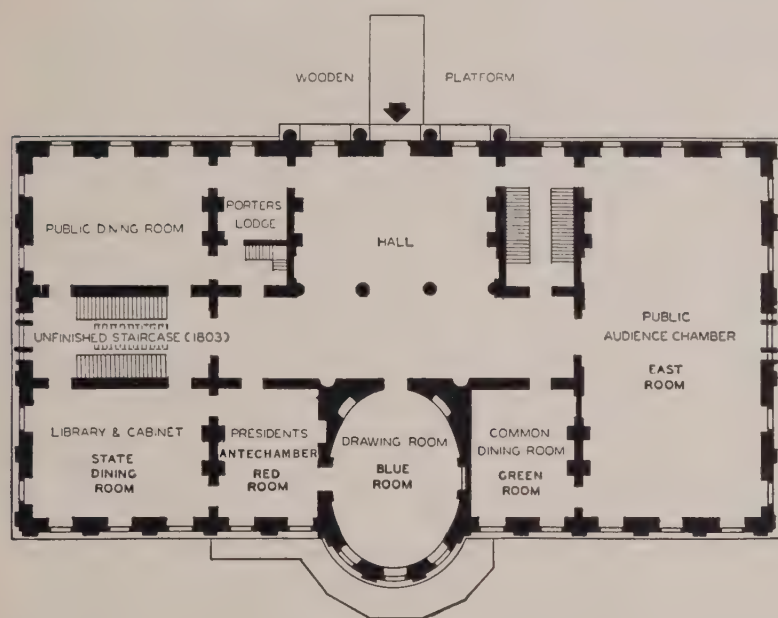 WOODEN PLATFORM
PUBLIC DINING ROOM
PORTERS
LODGE
HALL
UNFINISHED STAIRCASE (1803)
PUBLIC
AUDIENCE CHAMBER
EAST
ROOM
LIBRARY & CABINET
STATE
DINING
ROOM
PRESIDENTS
ANTECHAMBER
RED
ROOM
DRAWING ROOM
BLUE
ROOM
COMMON
DINING ROOM
GREEN
ROOM